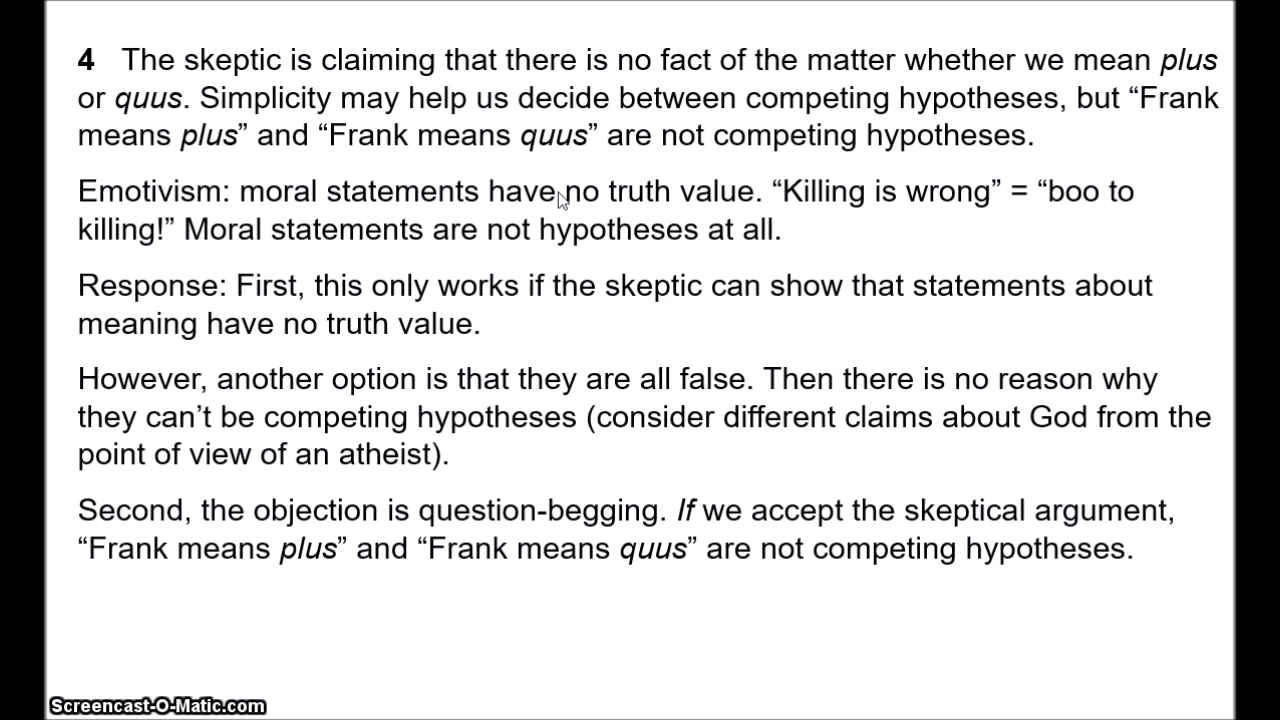 4 The skeptic is claiming that there is no fact of the matter whether we mean plus
or quus. Simplicity may help us decide between competing hypotheses, but “Frank
means plus” and “Frank means quus” are not competing hypotheses.
Emotivism: moral statements have no truth value. “Killing is wrong” = “boo to
killing!” Moral statements are not hypotheses at all.
Response: First, this only works if the skeptic can show that statements about
meaning have no truth value.
However, another option is that they are all false. Then there is no reason why
they can’t be competing hypotheses (consider different claims about God from the
point of view of an atheist).
Second, the objection is question-begging. If we accept the skeptical argument,
“Frank means plus” and “Frank means quus” are not competing hypotheses.
Screencast-O-Matic.com